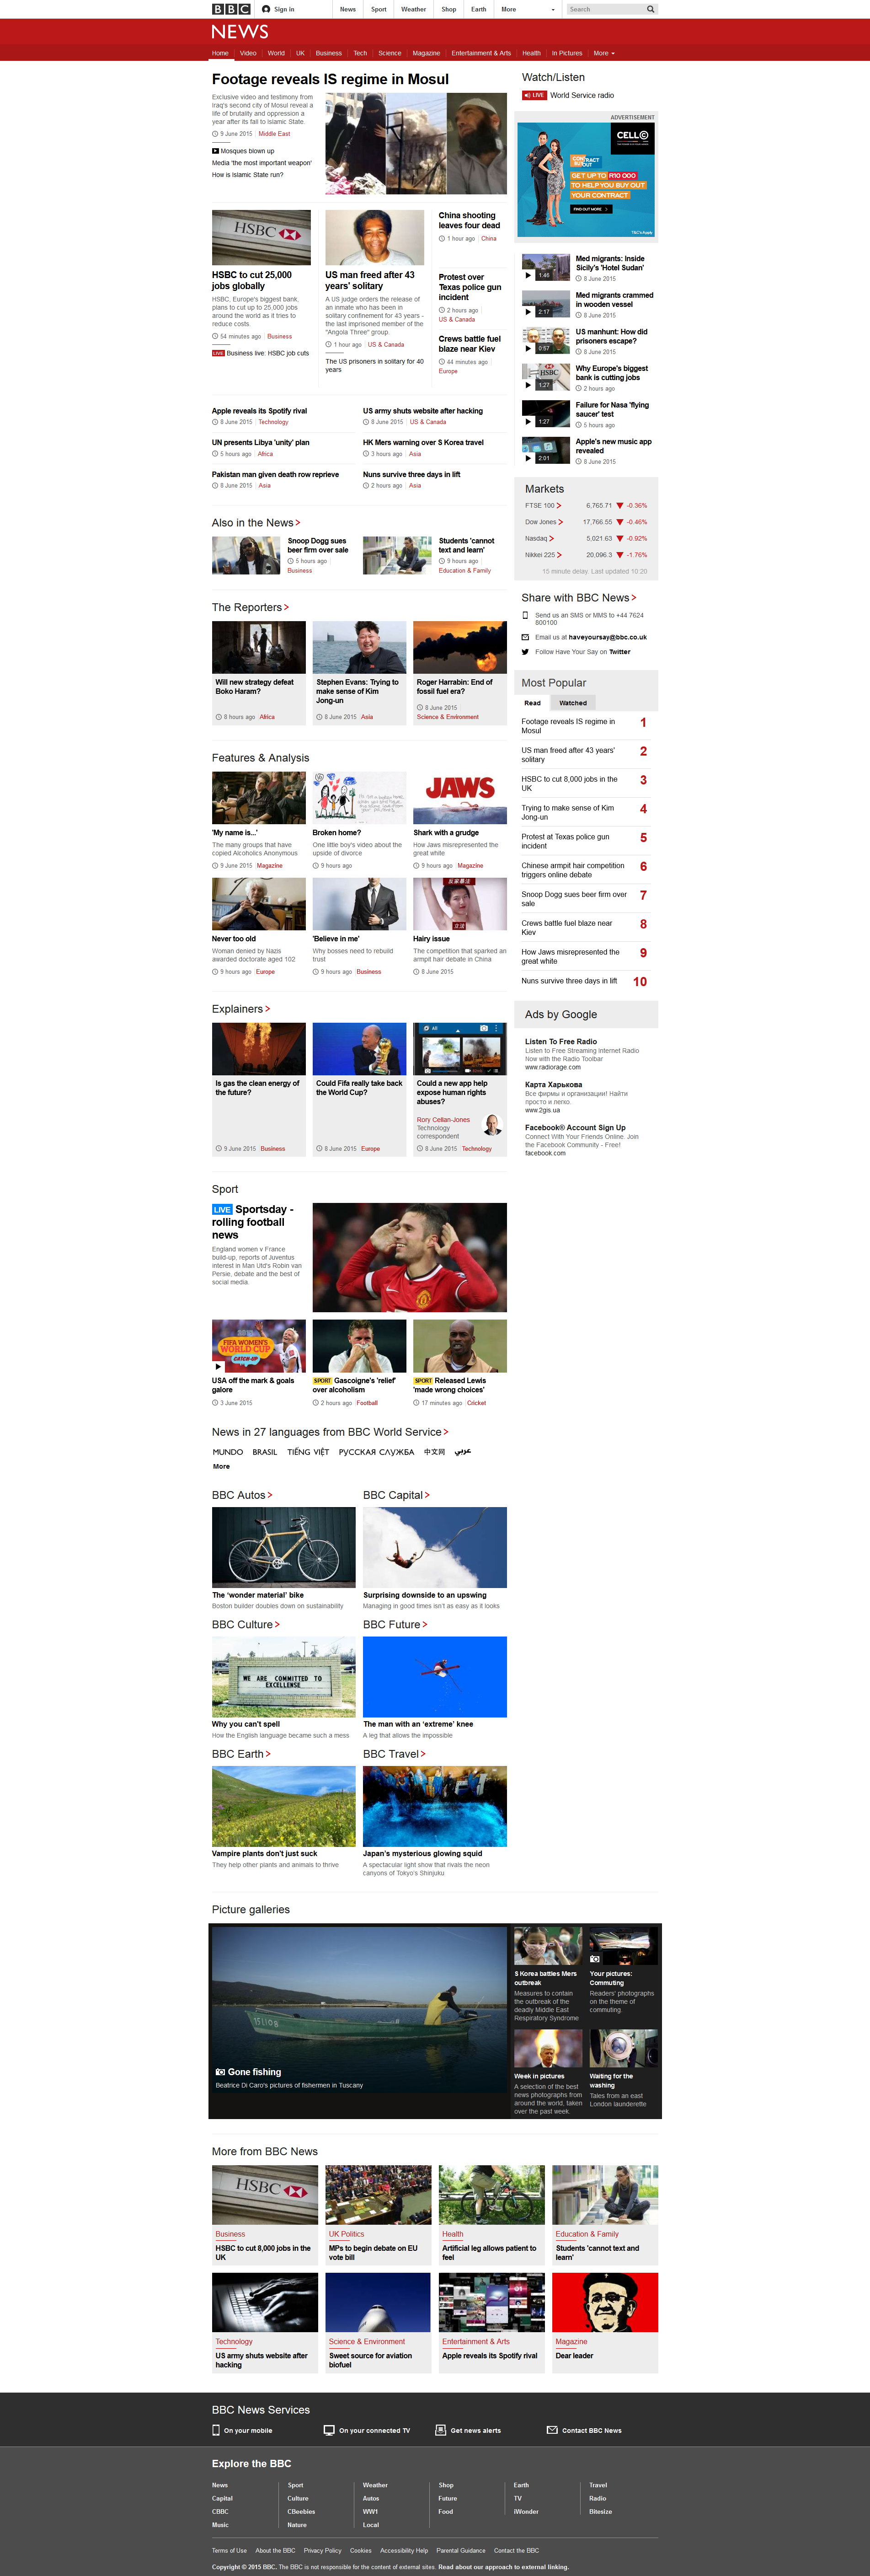 BBC
Sign in
News
Sport
Weather
Shop
Earth
More
Search
NEWS
Home
Video
World
UK
Business
Tech
Science
Magazine
Entertainment & Arts
Health
In Pictures
More
Footage reveals IS regime in Mosul
Exclusive video and testimony from
Iraq's second city of Mosul reveal a
life of brutality and oppression a
year after its fall to Islamic State.
9 June 2015 Middle East
Mosques blown up
Media 'the most important weapon'
How is Islamic State run?
HSBC
HSBC to cut 25,000
jobs globally
HSBC, Europe's biggest bank,
plans to cut up to 25,000 jobs
around the world as it tries to
reduce costs.
54 minutes ago Business
LIVE Business live: HSBC job cuts
US man freed after 43
years' solitary
A US judge orders the release of
an inmate who has been in
solitary confinement for 43 years -
the last imprisoned member of the
"Angola Three" group.
1 hour ago US & Canada
The US prisoners in solitary for 40
years
China shooting
leaves four dead
1 hour ago China
Protest over
Texas police gun
incident
2 hours ago
US & Canada
Crews battle fuel
blaze near Kiev
44 minutes ago
Europe
Apple reveals its Spotify rival
8 June 2015 Technology
US army shuts website after hacking
8 June 2015 US & Canada
UN presents Libya 'unity' plan
5 hours ago Africa
HK Mers warning over S Korea travel
3 hours ago Asia
Pakistan man given death row reprieve
8 June 2015 Asia
Nuns survive three days in lift
2 hours ago Asia
Also in the News
Snoop Dogg sues
beer firm over sale
5 hours ago
Business
Students 'cannot
text and learn'
9 hours ago
Education & Family
The Reporters
Will new strategy defeat
Boko Haram?
8 hours ago Africa
Stephen Evans: Trying to
make sense of Kim
Jong-un
8 June 2015 Asia
Roger Harrabin: End of
fossil fuel era?
8 June 2015
Science & Environment
Features & Analysis
JAWS
'My name is...'
The many groups that have
copied Alcoholics Anonymous
9 June 2015 Magazine
Broken home?
One little boy's video about the
upside of divorce
9 hours ago
Shark with a grudge
How Jaws misrepresented the
great white
9 hours ago Magazine
Never too old
Woman denied by Nazis
awarded doctorate aged 102
9 hours ago Europe
'Believe in me'
Why bosses need to rebuild
trust
9 hours ago Business
Hairy issue
The competition that sparked an
armpit hair debate in China
8 June 2015
Explainers
Is gas the clean energy of
the future?
9 June 2015 Business
Could Fifa really take back
the World Cup?
8 June 2015 Europe
All
Could a new app help
expose human rights
abuses?
Rory Cellan-Jones
Technology
correspondent
8 June 2015 Technology
Sport
LIVE Sportsday -
rolling football
news
England women v France
build-up, reports of Juventus
interest in Man Utd's Robin van
Persie, debate and the best of
social media.
FIFA WOMEN'S
WORLD CUP
CATCH-UP
USA off the mark & goals
galore
3 June 2015
SPORT Gascoigne's 'relief'
over alcoholism
2 hours ago Football
SPORT Released Lewis
'made wrong choices'
17 minutes ago Cricket
News in 27 languages from BBC World Service
MUNDO
BRASIL
TIẾNG VIỆT
РУССКАЯ СЛУЖБА
中文网
عربي
More
BBC Autos
The 'wonder material' bike
Boston builder doubles down on sustainability
BBC Capital
Surprising downside to an upswing
Managing in good times isn't as easy as it looks
BBC Culture
WE ARE COMMITTED TO
EXCELLENSE
Why you can't spell
How the English language became such a mess
BBC Future
The man with an 'extreme' knee
A leg that allows the impossible
BBC Earth
Vampire plants don't just suck
They help other plants and animals to thrive
BBC Travel
Japan's mysterious glowing squid
A spectacular light show that rivals the neon
canyons of Tokyo's Shinjuku
Watch/Listen
LIVE World Service radio
ADVERTISEMENT
CELL C
CONTRACT
BUY OUT
GET UP TO R10 000
TO HELP YOU BUY OUT
YOUR CONTRACT
FIND OUT MORE
T&C's Apply.
1:46
Med migrants: Inside
Sicily's 'Hotel Sudan'
8 June 2015
2:17
Med migrants crammed
in wooden vessel
8 June 2015
0:57
US manhunt: How did
prisoners escape?
8 June 2015
HSBC
1:27
Why Europe's biggest
bank is cutting jobs
2 hours ago
1:27
Failure for Nasa 'flying
saucer' test
5 hours ago
2:01
Apple's new music app
revealed
8 June 2015
Markets
FTSE 100 6,765.71 -0.36%
Dow Jones 17,766.55 -0.46%
Nasdaq 5,021.63 -0.92%
Nikkei 225 20,096.3 -1.76%
15 minute delay. Last updated 10:20
Share with BBC News
Send us an SMS or MMS to +44 7624
800100
Email us at haveyoursay@bbc.co.uk
Follow Have Your Say on Twitter
Most Popular
Read
Watched
Footage reveals IS regime in
Mosul
1
US man freed after 43 years'
solitary
2
HSBC to cut 8,000 jobs in the
UK
3
Trying to make sense of Kim
Jong-un
4
Protest at Texas police gun
incident
5
Chinese armpit hair competition
triggers online debate
6
Snoop Dogg sues beer firm over
sale
7
Crews battle fuel blaze near
Kiev
8
How Jaws misrepresented the
great white
9
Nuns survive three days in lift
10
Ads by Google
Listen To Free Radio
Listen to Free Streaming Internet Radio
Now with the Radio Toolbar
www.radiorage.com
Карта Харькова
Все фирмы и организации! Найти
просто и легко.
www.2gis.ua
Facebook® Account Sign Up
Connect With Your Friends Online. Join
the Facebook Community - Free!
facebook.com
Picture galleries
Gone fishing
Beatrice Di Caro's pictures of fishermen in Tuscany
S Korea battles Mers
outbreak
Measures to contain
the outbreak of the
deadly Middle East
Respiratory Syndrome
Your pictures:
Commuting
Readers' photographs
on the theme of
commuting.
Week in pictures
A selection of the best
news photographs from
around the world, taken
over the past week.
Waiting for the
washing
Tales from an east
London launderette
More from BBC News
HSBC
Business
HSBC to cut 8,000 jobs in the
UK
UK Politics
MPs to begin debate on EU
vote bill
Health
Artificial leg allows patient to
feel
Education & Family
Students 'cannot text and
learn'
Technology
US army shuts website after
hacking
Science & Environment
Sweet source for aviation
biofuel
Entertainment & Arts
Apple reveals its Spotify rival
Magazine
Dear leader
BBC News Services
On your mobile
On your connected TV
Get news alerts
Contact BBC News
Explore the BBC
News
Sport
Weather
Shop
Earth
Travel
Capital
Culture
Autos
Future
TV
Radio
CBBC
CBeebies
WW1
Food
iWonder
Bitesize
Music
Nature
Local
Terms of Use
About the BBC
Privacy Policy
Cookies
Accessibility Help
Parental Guidance
Contact the BBC
Copyright © 2015 BBC. The BBC is not responsible for the content of external sites. Read about our approach to external linking.